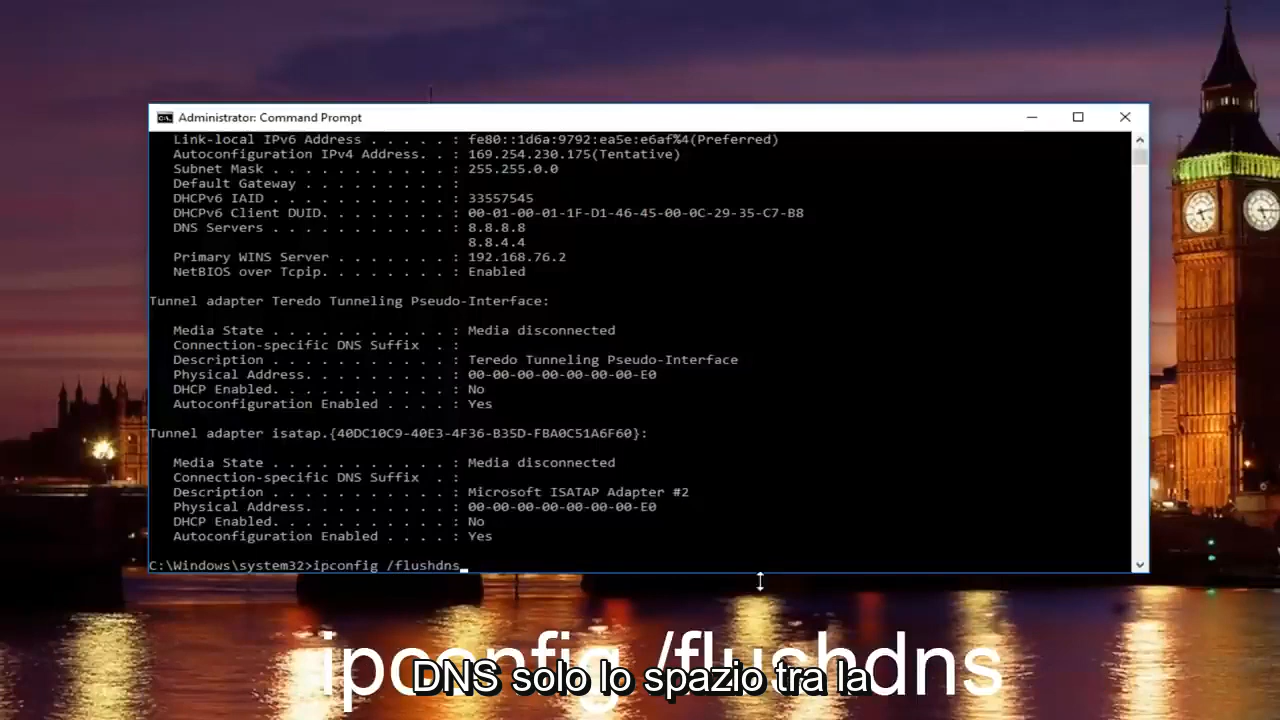 Administrator: Command Prompt
Link-local IPv6 Address . . . . . : fe80::1d6a:9792:ea5e:e6af%4(Preferred)
Autoconfiguration IPv4 Address. . : 169.254.230.175(Tentative)
Subnet Mask . . . . . . . . . . . : 255.255.0.0
Default Gateway . . . . . . . . . :
DHCPv6 IAID . . . . . . . . . . . : 33557545
DHCPv6 Client DUID. . . . . . . . : 00-01-00-01-1F-D1-46-45-00-0C-29-35-C7-B8
DNS Servers . . . . . . . . . . . : 8.8.8.8
8.8.4.4
Primary WINS Server . . . . . . . : 192.168.76.2
NetBIOS over Tcpip. . . . . . . . : Enabled
Tunnel adapter Teredo Tunneling Pseudo-Interface:
Media State . . . . . . . . . . . : Media disconnected
Connection-specific DNS Suffix  . :
Description . . . . . . . . . . . : Teredo Tunneling Pseudo-Interface
Physical Address. . . . . . . . . : 00-00-00-00-00-00-00-E0
DHCP Enabled. . . . . . . . . . . : No
Autoconfiguration Enabled . . . . : Yes
Tunnel adapter isatap.{40DC10C9-40E3-4F36-B35D-FBA0C51A6F60}:
Media State . . . . . . . . . . . : Media disconnected
Connection-specific DNS Suffix  . :
Description . . . . . . . . . . . : Microsoft ISATAP Adapter #2
Physical Address. . . . . . . . . : 00-00-00-00-00-00-00-E0
DHCP Enabled. . . . . . . . . . . : No
Autoconfiguration Enabled . . . . : Yes
C:\Windows\system32>ipconfig /flushdns
ipconfig /flushdns
DNS solo lo spazio tra la